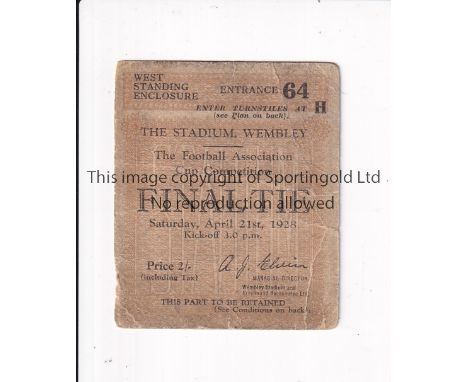 WEST
STANDING
ENCLOSURE
ENTRANCE 64
ENTER TURNSTILES AT H
(see Plan on back).
THE STADIUM, WEMBLEY
The Football Association
Cup Competition
This image copyright of Sportingold Ltd
No reproduction allowed
FINAL TIE
Saturday, April 21st, 1928
Kick-off 3.0 p.m.
Price 2/-
(including Tax)
A. J. Elvin
MANAGING DIRECTOR
Wembley Stadium and
Greyhound Racecourse Ltd.
THIS PART TO BE RETAINED
(See Conditions on back).